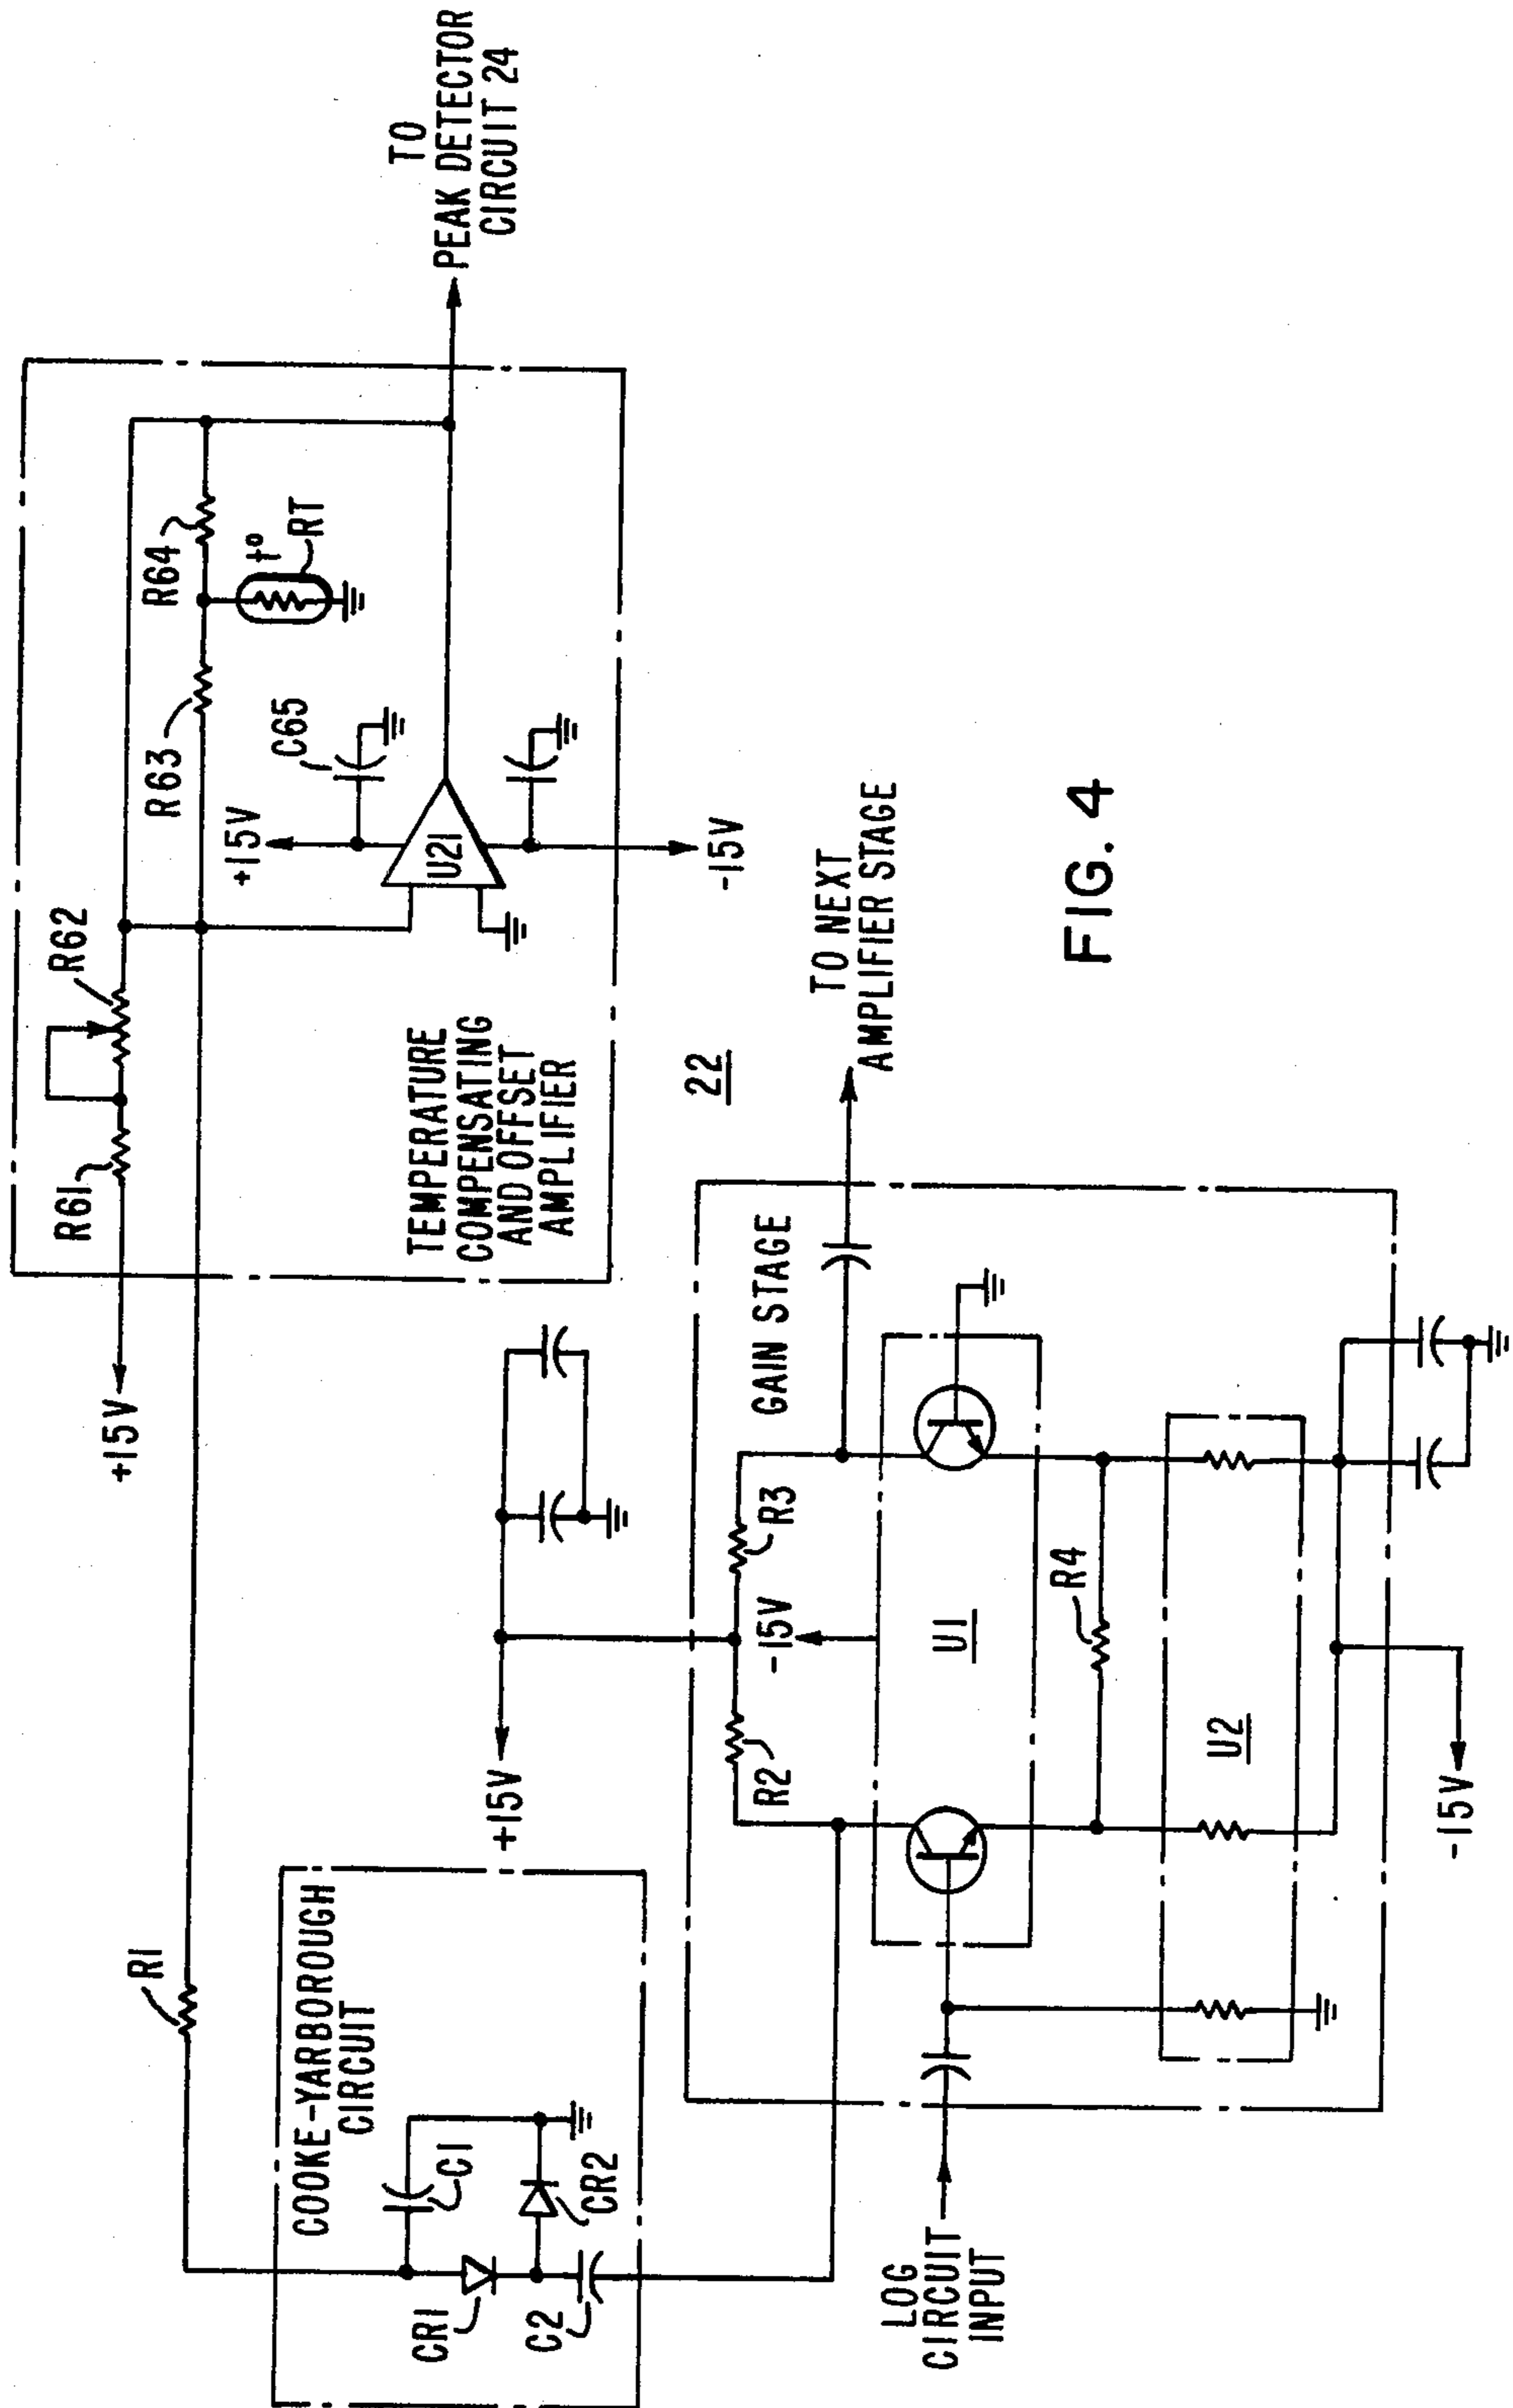 +15V
R61
R62
R63
R64
t°
RT
+15V
C65
U21
-15V
TEMPERATURE
COMPENSATING
AND OFFSET
AMPLIFIER
TO
PEAK DETECTOR
CIRCUIT 24
R1
COOKE-YARBOROUGH
CIRCUIT
C1
CR1
CR2
C2
+15V
22
GAIN STAGE
TO NEXT
AMPLIFIER STAGE
R2
R3
-15V
U1
R4
U2
-15V
LOG
CIRCUIT
INPUT
FIG. 4